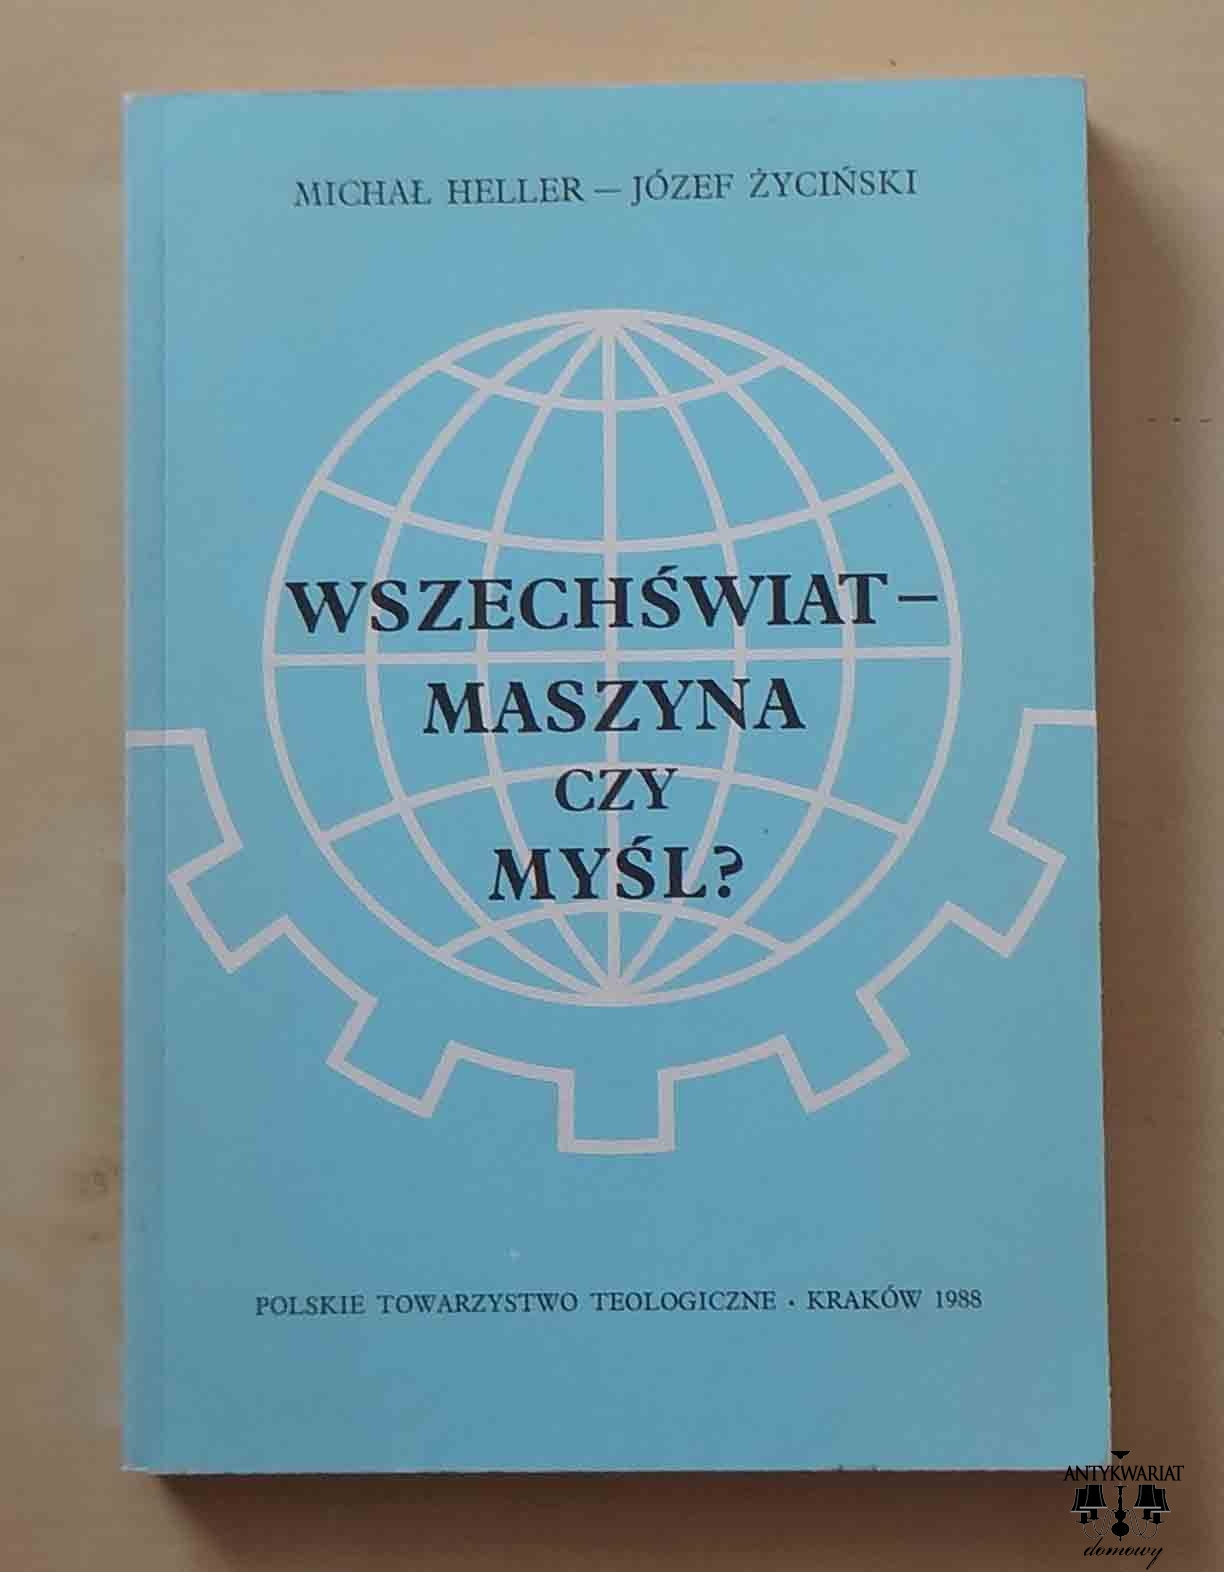 MICHAŁ HELLER – JÓZEF ŻYCIŃSKI
WSZECHŚWIAT –
MASZYNA
CZY
MYŚL?
POLSKIE TOWARZYSTWO TEOLOGICZNE · KRAKÓW 1988
ANTYKWARIAT
domowy